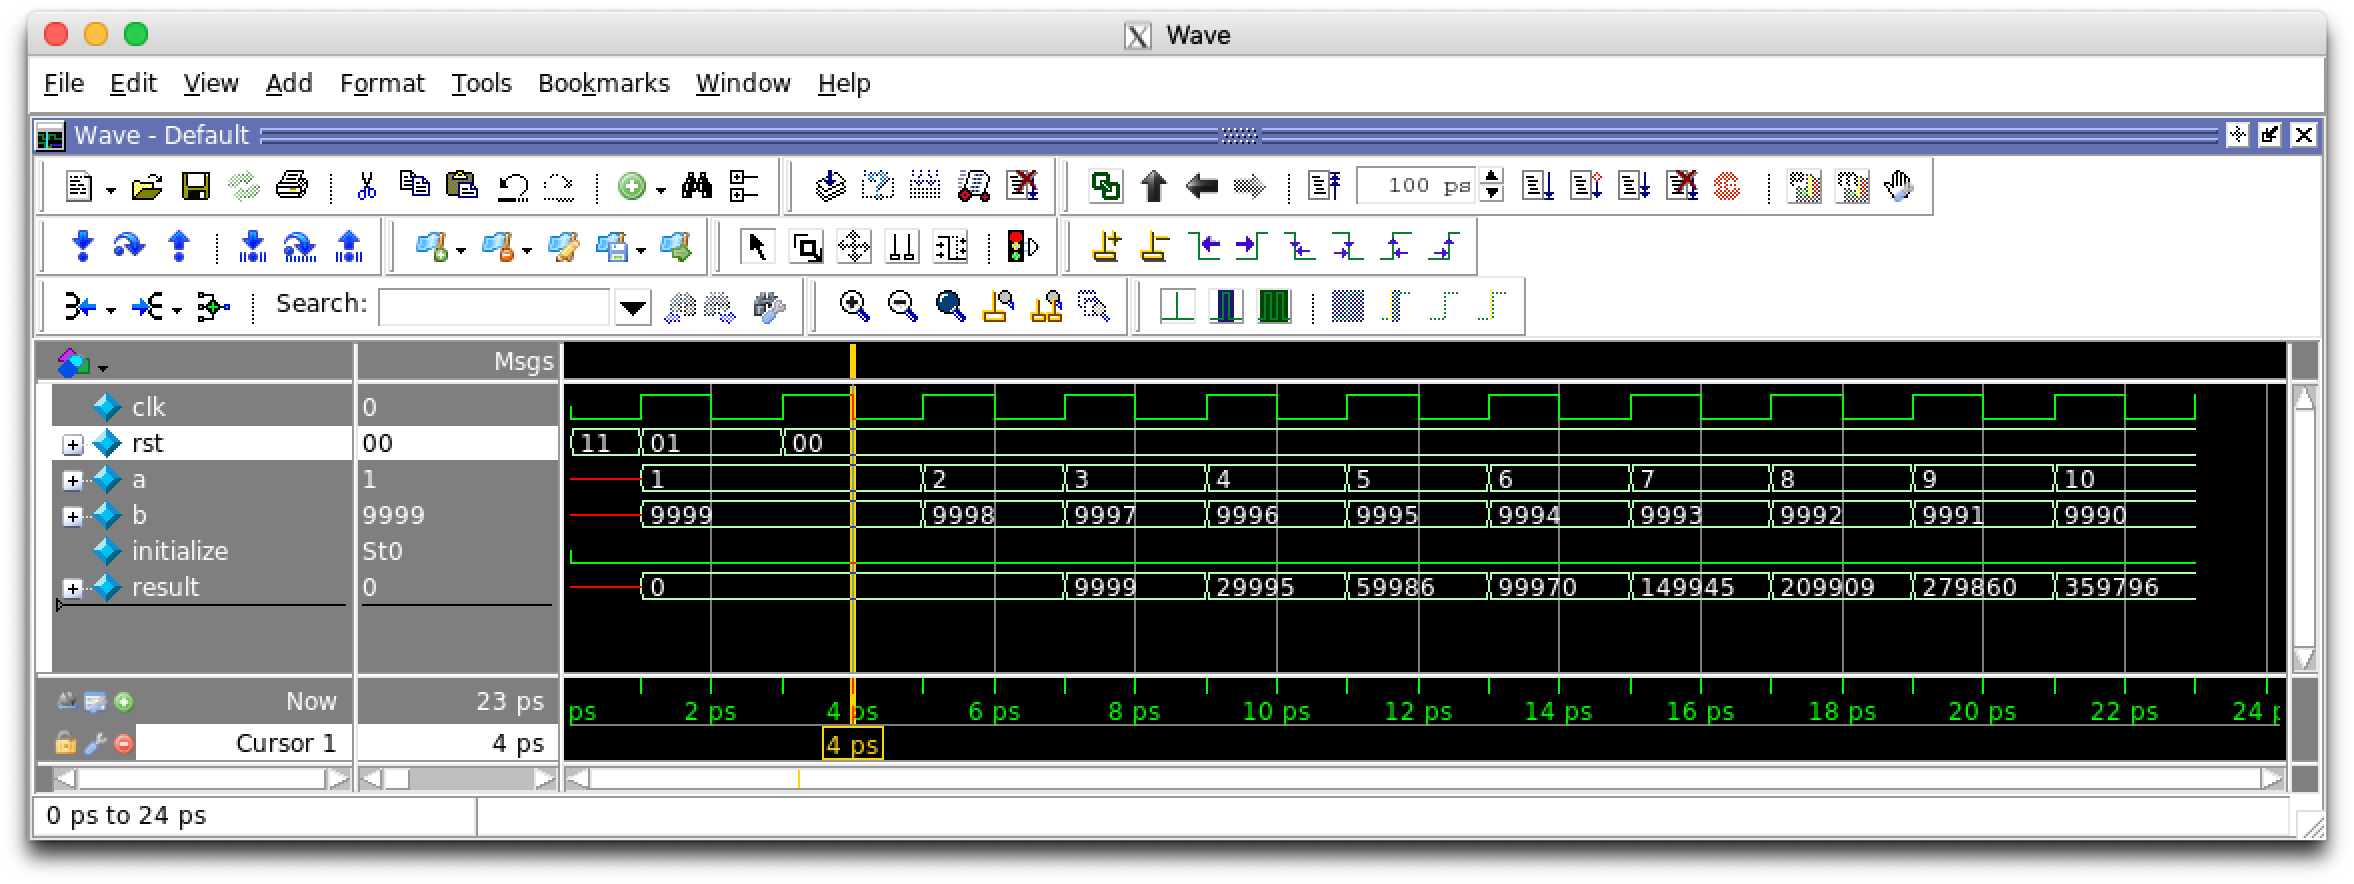 Wave
File Edit View Add Format Tools Bookmarks Window Help
Wave - Default
100 ps
Search:
Msgs
clk 0
rst 00 11 01 00
a 1 1 2 3 4 5 6 7 8 9 10
b 9999 9999 9998 9997 9996 9995 9994 9993 9992 9991 9990
initialize St0
result 0 0 9999 29995 59986 99970 149945 209909 279860 359796
Now 23 ps ps 2 ps 4 ps 6 ps 8 ps 10 ps 12 ps 14 ps 16 ps 18 ps 20 ps 22 ps 24
Cursor 1 4 ps 4 ps
0 ps to 24 ps